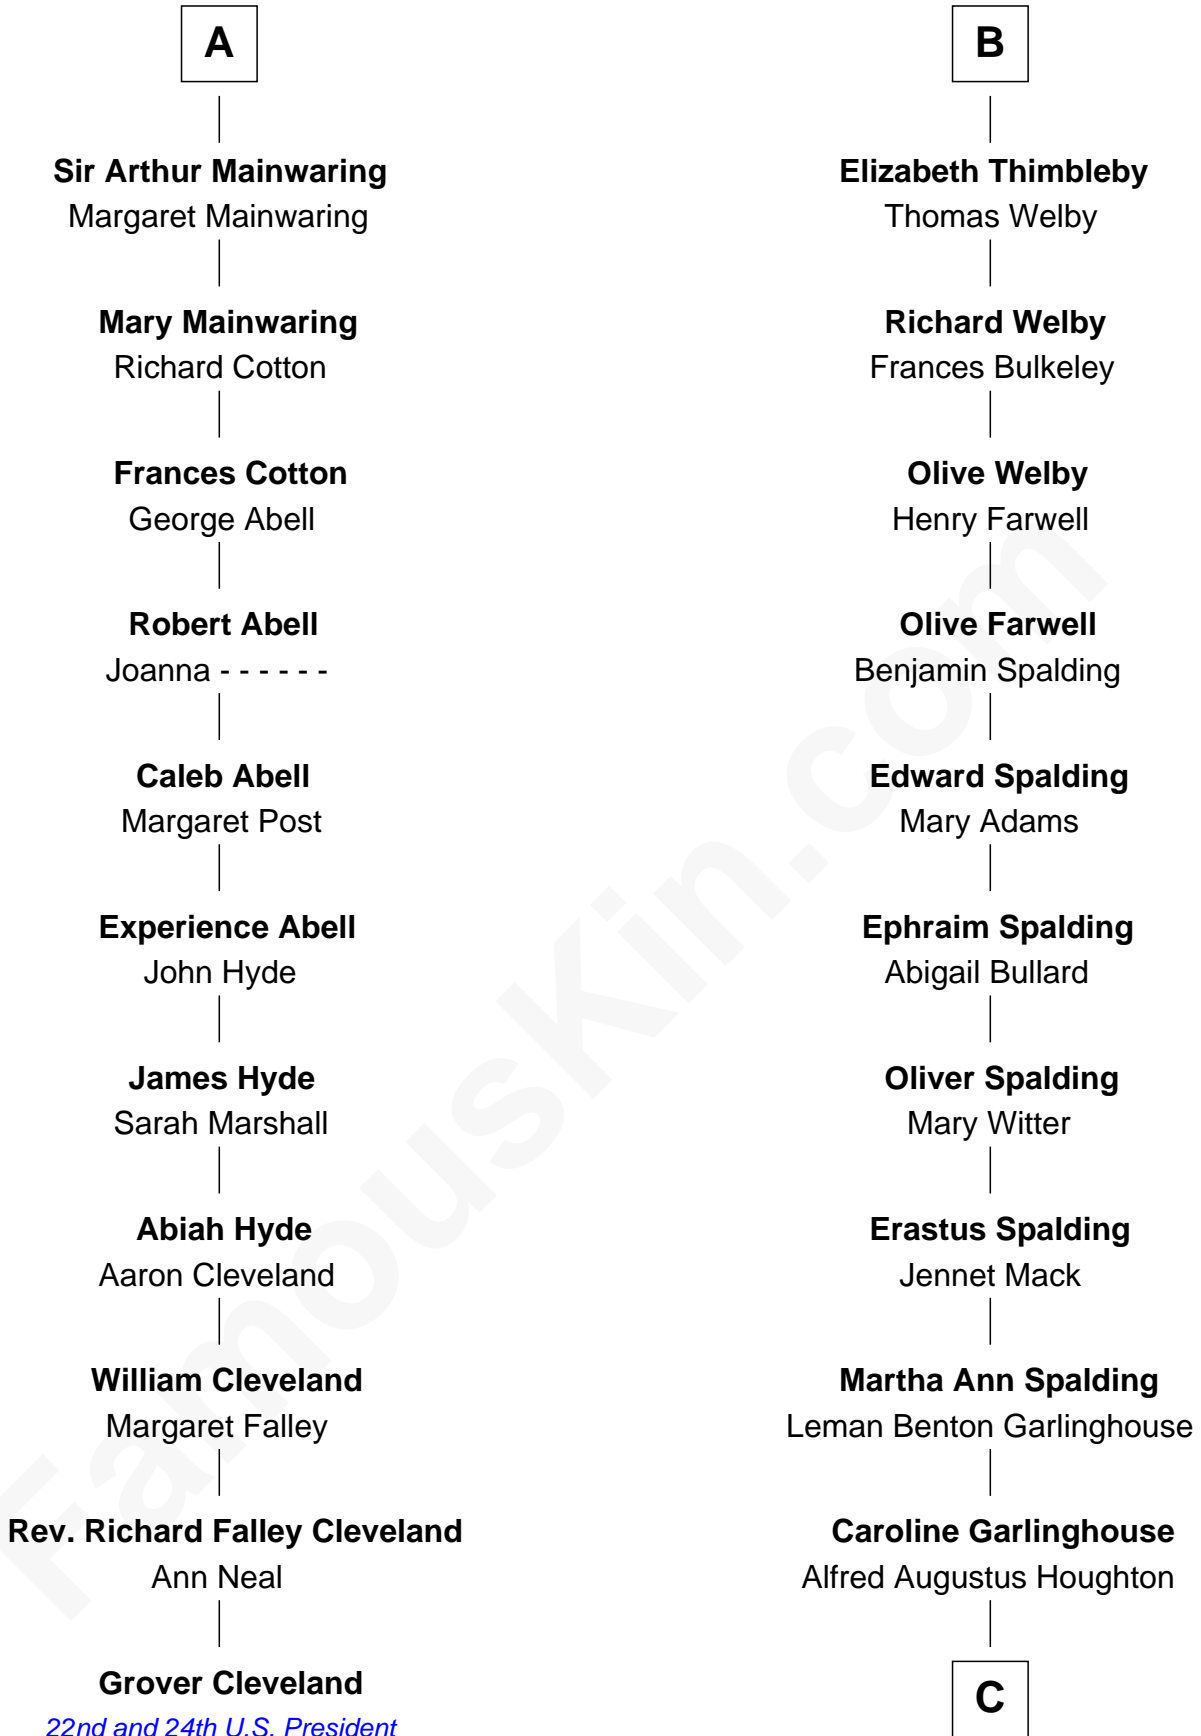 A
Sir Arthur Mainwaring
Margaret Mainwaring
Mary Mainwaring
Richard Cotton
Frances Cotton
George Abell
Robert Abell
Joanna - - - - - -
Caleb Abell
Margaret Post
Experience Abell
John Hyde
James Hyde
Sarah Marshall
Abiah Hyde
Aaron Cleveland
William Cleveland
Margaret Falley
Rev. Richard Falley Cleveland
Ann Neal
Grover Cleveland
22nd and 24th U.S. President
B
Elizabeth Thimbleby
Thomas Welby
Richard Welby
Frances Bulkeley
Olive Welby
Henry Farwell
Olive Farwell
Benjamin Spalding
Edward Spalding
Mary Adams
Ephraim Spalding
Abigail Bullard
Oliver Spalding
Mary Witter
Erastus Spalding
Jennet Mack
Martha Ann Spalding
Leman Benton Garlinghouse
Caroline Garlinghouse
Alfred Augustus Houghton
C
FamousKin.com